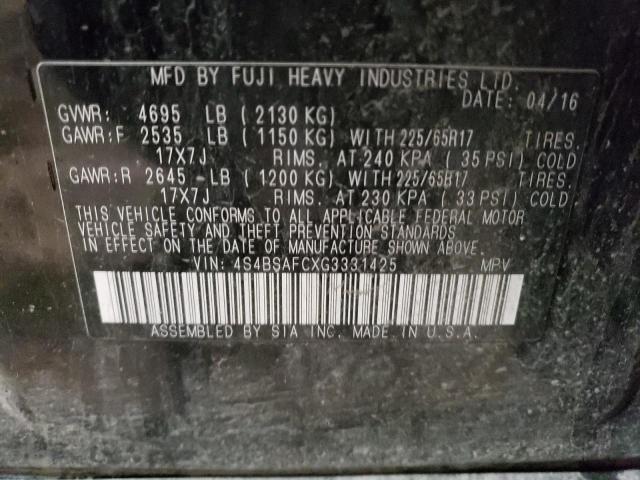 MFD BY FUJI HEAVY INDUSTRIES LTD.
DATE: 04/16
GVWR: 4695 LB ( 2130 KG)
GAWR:F 2535 LB ( 1150 KG) WITH 225/65R17 TIRES.
17X7J RIMS. AT 240 KPA ( 35 PSI) COLD
GAWR:R 2645 LB ( 1200 KG) WITH 225/65R17 TIRES.
17X7J RIMS. AT 230 KPA ( 33 PSI) COLD.
THIS VEHICLE CONFORMS TO ALL APPLICABLE FEDERAL MOTOR
VEHICLE SAFETY AND THEFT PREVENTION STANDARDS
IN EFFECT ON THE DATE OF MANUFACTURE SHOWN ABOVE.
VIN: 4S4BSAFCXG3331425 MPV
ASSEMBLED BY SIA INC. MADE IN U.S.A.